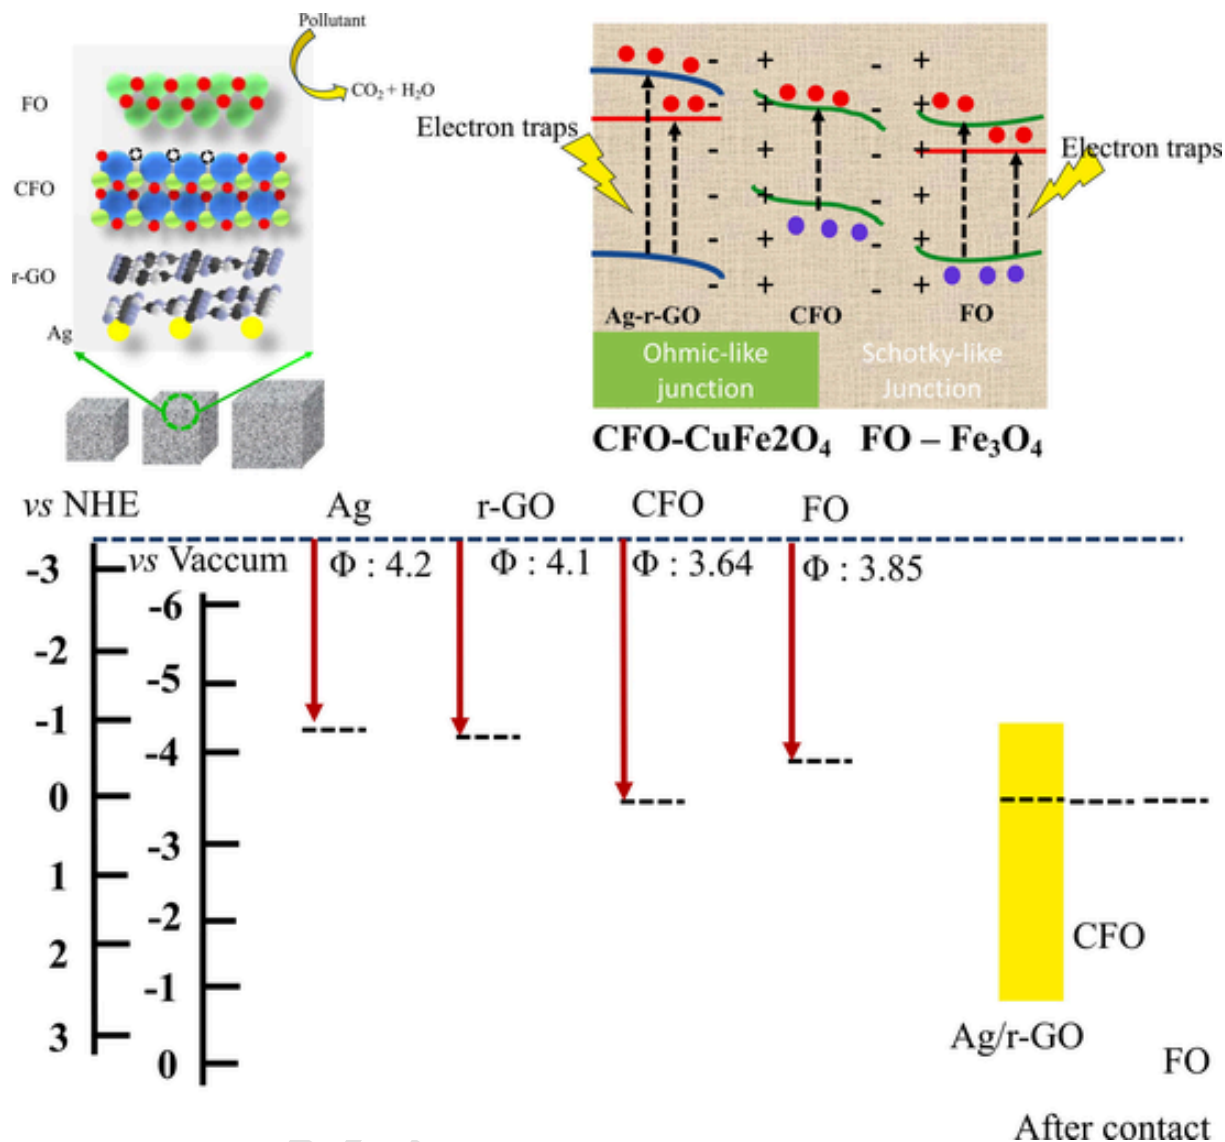 Pollutant
CO₂ + H₂O
FO
CFO
r-GO
Ag
Electron traps
Electron traps
- + - +
- + - +
- + - +
- + - +
- + - +
- + - +
Ag-r-GO CFO FO
Ohmic-like
junction
Schotky-like
Junction
CFO-CuFe2O₄ FO – Fe₃O₄
vs NHE Ag r-GO CFO FO
vs Vaccum Φ : 4.2 Φ : 4.1 Φ : 3.64 Φ : 3.85
-3
-2
-1
0
1
2
3
-6
-5
-4
-3
-2
-1
0
CFO
Ag/r-GO
FO
After contact